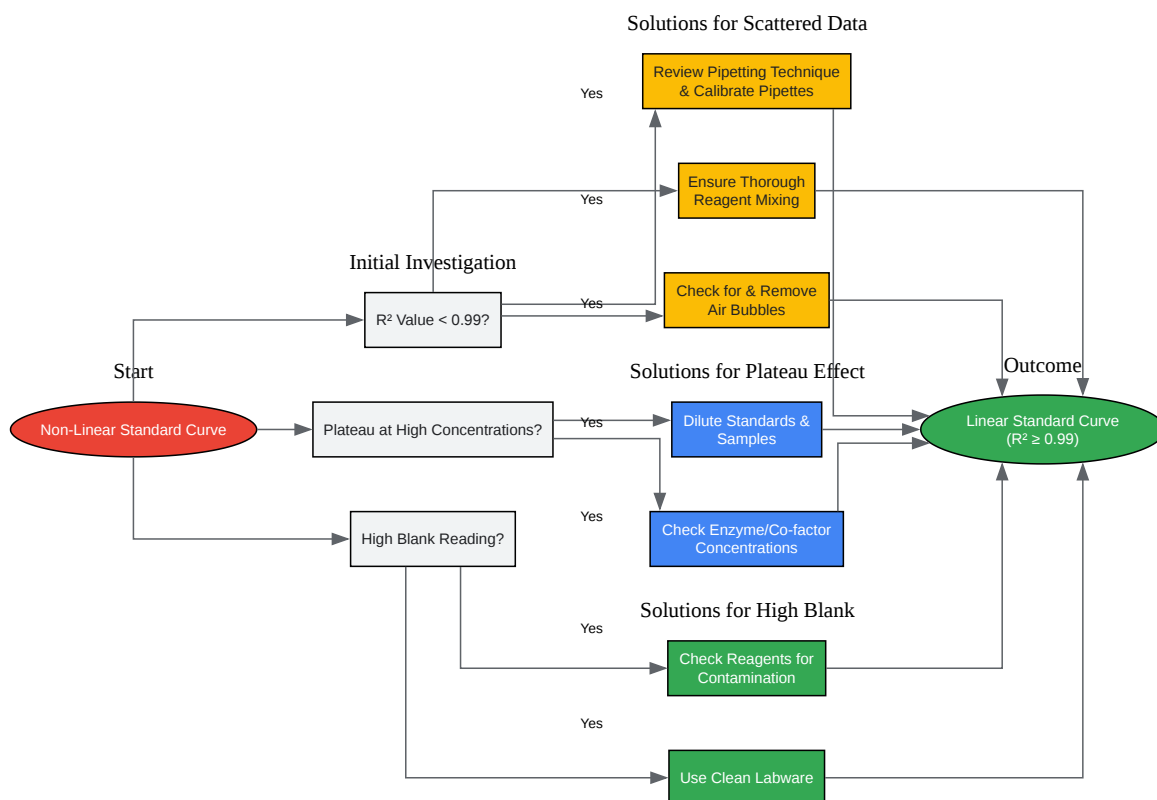 Solutions for Scattered Data
Review Pipetting Technique
& Calibrate Pipettes
Yes
Ensure Thorough
Reagent Mixing
Yes
Initial Investigation
Check for & Remove
Air Bubbles
Yes
R² Value < 0.99?
Start
Solutions for Plateau Effect
Outcome
Non-Linear Standard Curve
Plateau at High Concentrations?
Yes
Dilute Standards &
Samples
Linear Standard Curve
(R² ≥ 0.99)
Yes
High Blank Reading?
Check Enzyme/Co-factor
Concentrations
Solutions for High Blank
Yes
Check Reagents for
Contamination
Yes
Use Clean Labware